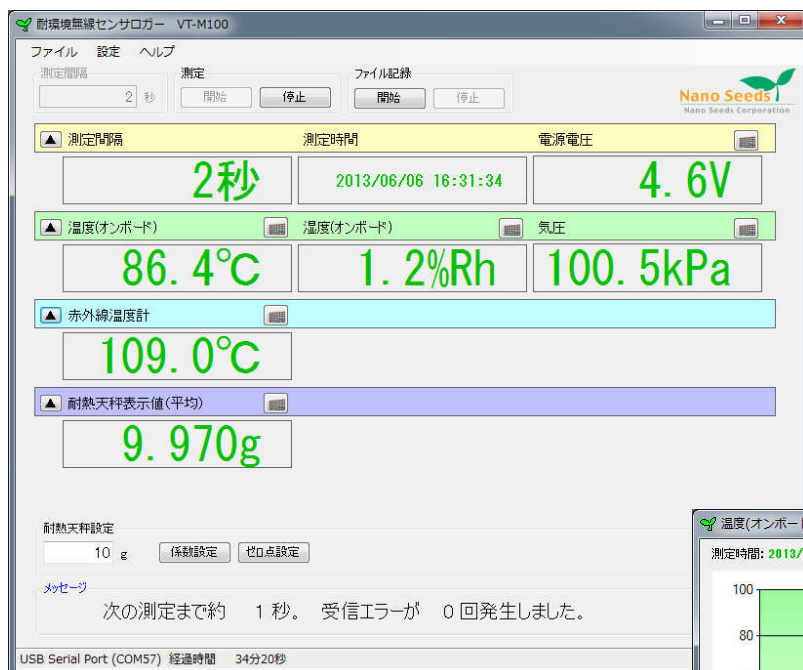 耐環境無線センサロガー VT-M100
ファイル 設定 ヘルプ
測定間隔 測定 ファイル記録
2 秒 開始 停止 開始 停止
Nano Seeds
Nano Seeds Corporation
▲ 測定間隔 測定時間 電源電圧
2秒 2013/06/06 16:31:34 4.6V
▲ 温度(オンボード) 湿度(オンボード) 気圧
86.4℃ 1.2%Rh 100.5kPa
▲ 赤外線温度計
109.0℃
▲ 耐熱天秤表示値(平均)
9.970g
耐熱天秤設定
10 g 係数設定 ゼロ点設定
メッセージ
次の測定まで約 1 秒。 受信エラーが 0 回発生しました。
USB Serial Port (COM57) 経過時間 34分20秒
温度(オンボー
測定時間: 2013/
100
80